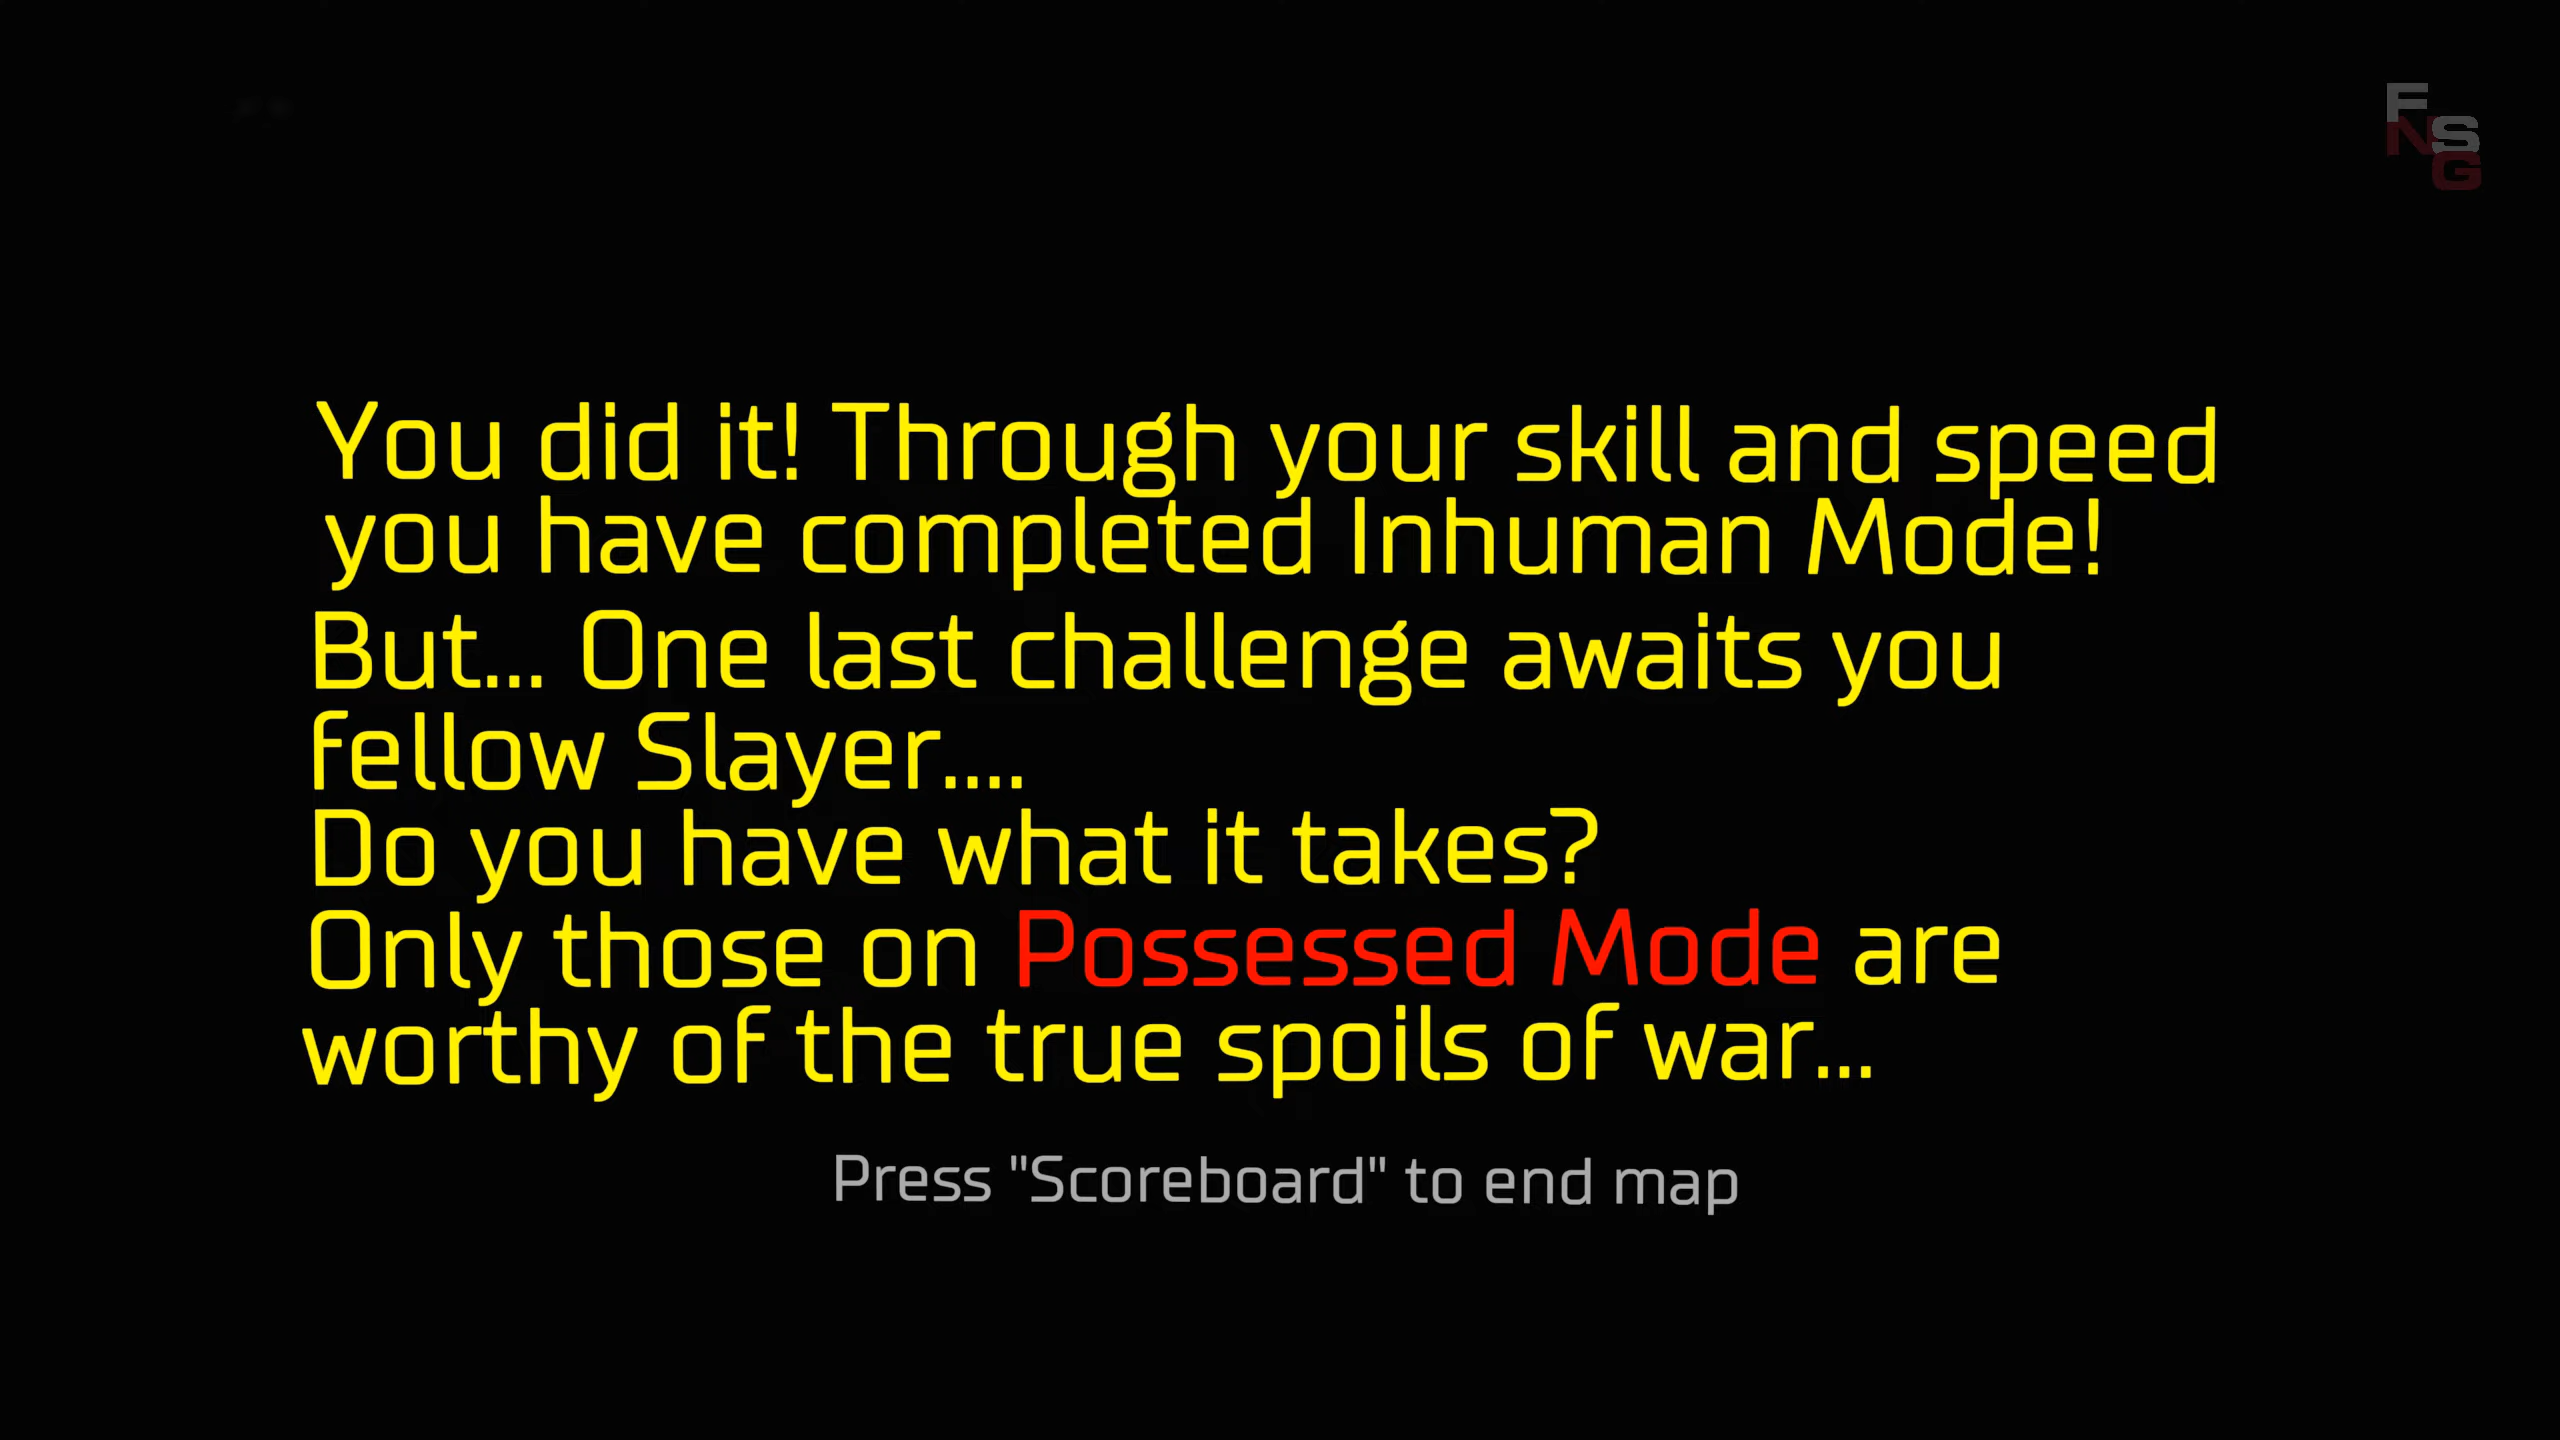 F
NS
G
You did it! Through your skill and speed
you have completed Inhuman Mode!
But... One last challenge awaits you
fellow Slayer....
Do you have what it takes?
Only those on Possessed Mode are
worthy of the true spoils of war...
Press "Scoreboard" to end map